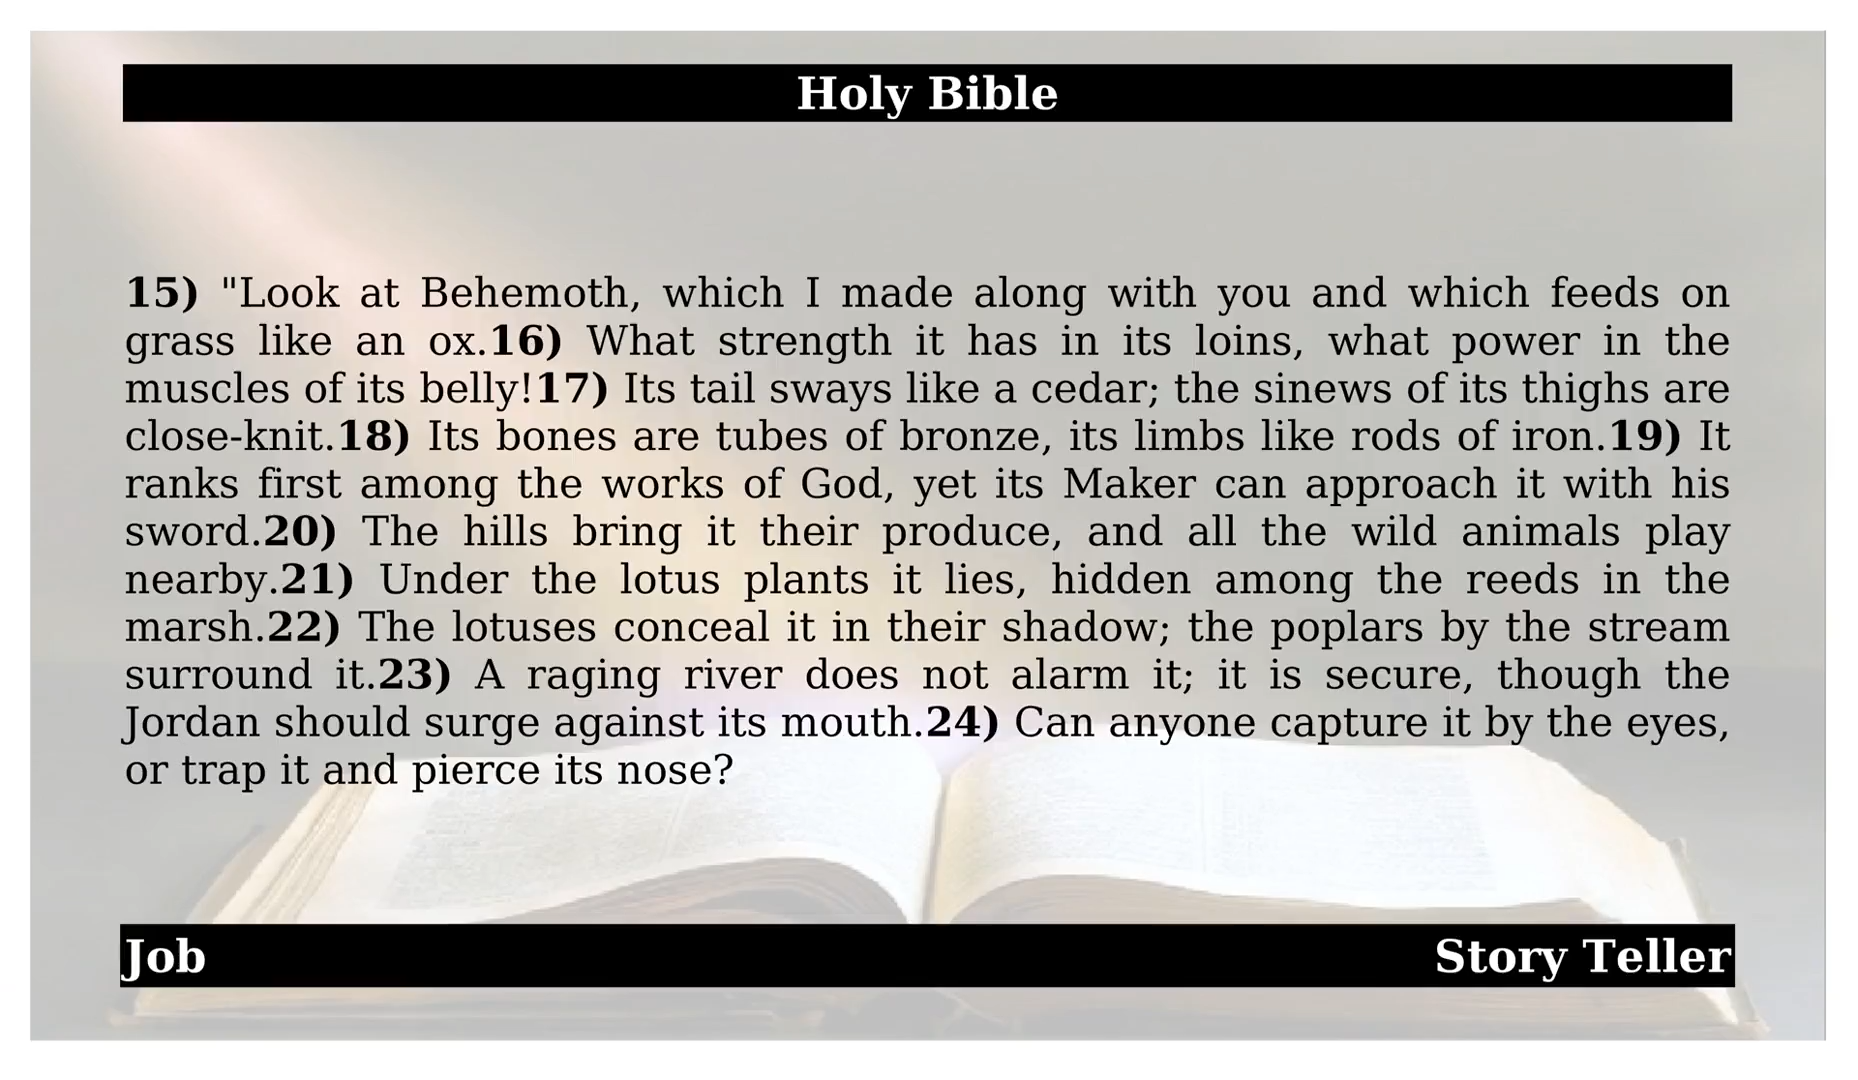 Holy Bible
15) "Look at Behemoth, which I made along with you and which feeds on
grass like an ox.16) What strength it has in its loins, what power in the
muscles of its belly!17) Its tail sways like a cedar; the sinews of its thighs are
close-knit.18) Its bones are tubes of bronze, its limbs like rods of iron.19) It
ranks first among the works of God, yet its Maker can approach it with his
sword.20) The hills bring it their produce, and all the wild animals play
nearby.21) Under the lotus plants it lies, hidden among the reeds in the
marsh.22) The lotuses conceal it in their shadow; the poplars by the stream
surround it.23) A raging river does not alarm it; it is secure, though the
Jordan should surge against its mouth.24) Can anyone capture it by the eyes,
or trap it and pierce its nose?
Job
Story Teller